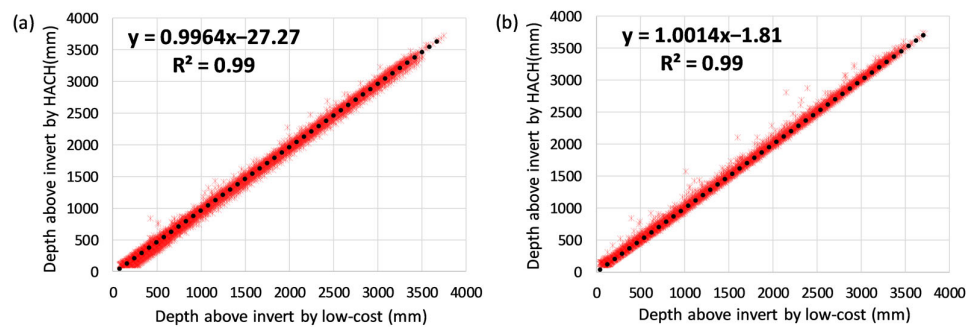 (a)
y = 0.9964x–27.27
R² = 0.99
Depth above invert by HACH(mm)
4000
3500
3000
2500
2000
1500
1000
500
0
0 500 1000 1500 2000 2500 3000 3500 4000
Depth above invert by low-cost (mm)
(b)
y = 1.0014x–1.81
R² = 0.99
Depth above invert by HACH(mm)
4000
3500
3000
2500
2000
1500
1000
500
0
0 500 1000 1500 2000 2500 3000 3500 4000
Depth above invert by low-cost (mm)